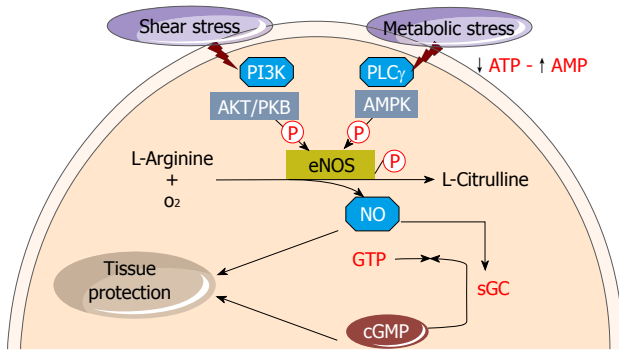 Shear stress
Metabolic stress
PI3K
PLCγ
↓ ATP - ↑ AMP
AKT/PKB
AMPK
P
P
L-Arginine
eNOS
P
+
L-Citrulline
O₂
NO
GTP
Tissue
protection
sGC
cGMP